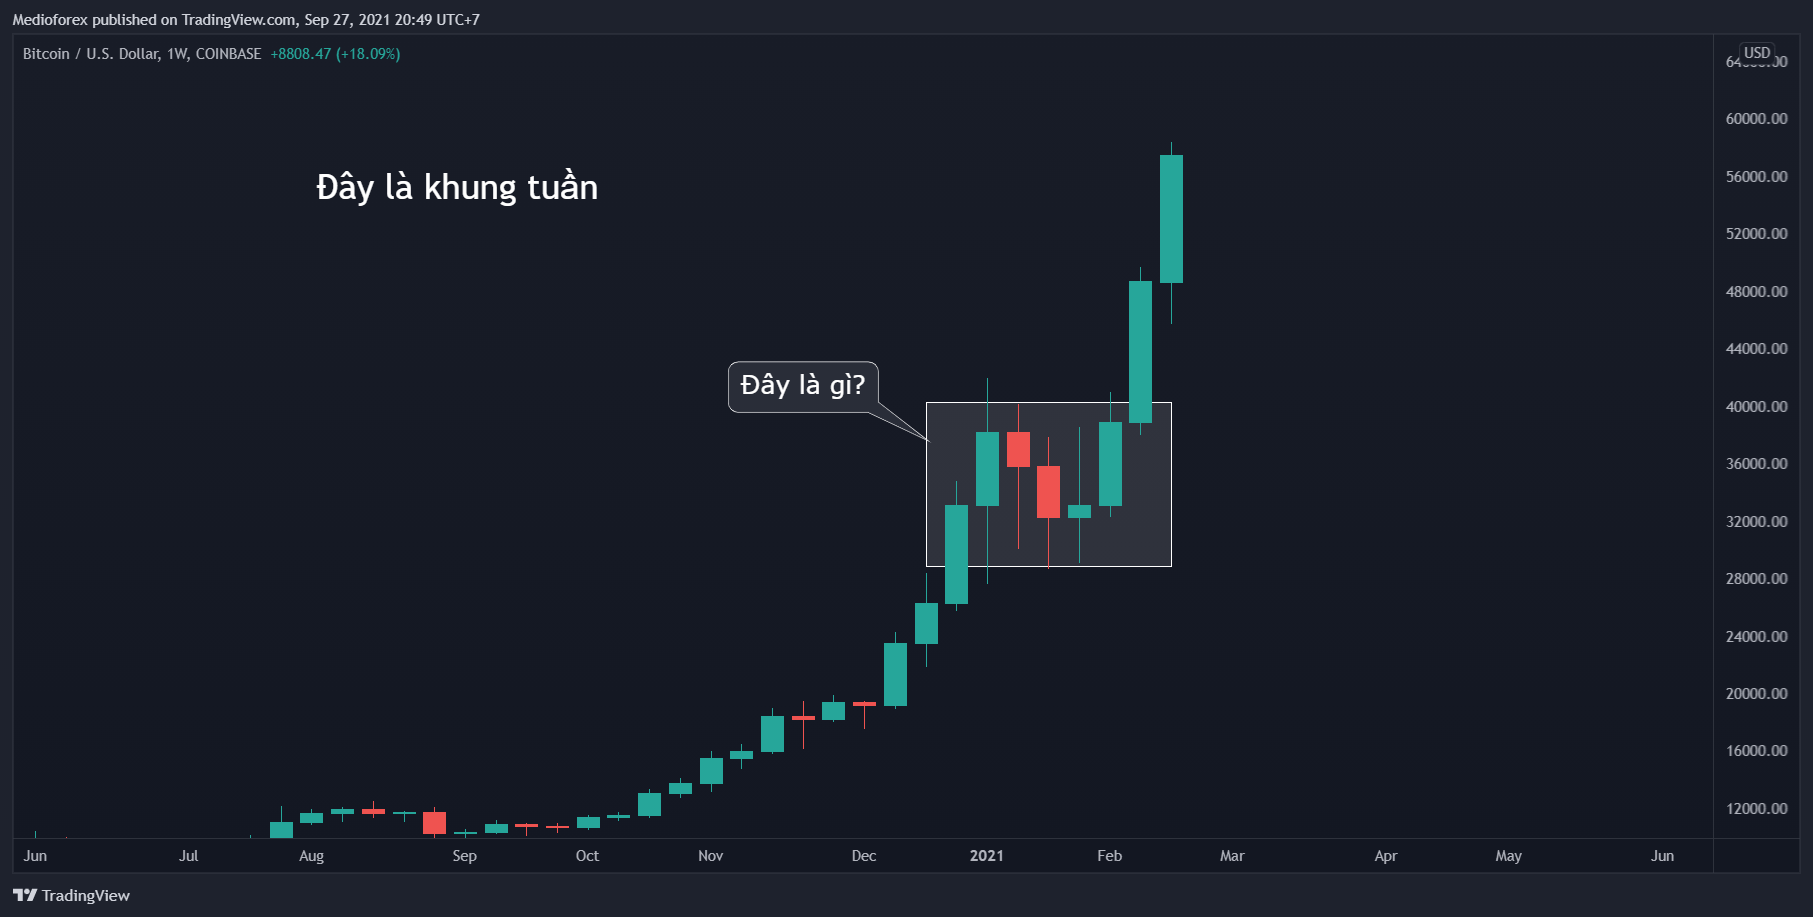 Medioforex published on TradingView.com, Sep 27, 2021 20:49 UTC+7
Bitcoin / U.S. Dollar, 1W, COINBASE +8808.47 (+18.09%)
USD
60000.00
56000.00
52000.00
48000.00
44000.00
40000.00
36000.00
32000.00
28000.00
24000.00
20000.00
16000.00
12000.00
Đây là khung tuần
Đây là gì?
Jun Jul Aug Sep Oct Nov Dec 2021 Feb Mar Apr May Jun
TradingView